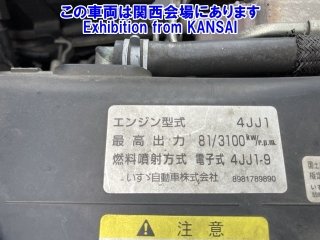 この車両は関西会場にあります
Exhibition from KANSAI
エンジン型式 4JJ1
最高出力 81/3100 kW/r.p.m.
燃料噴射方式 電子式 4JJ1-9
いすゞ自動車株式会社 8981789890
注意